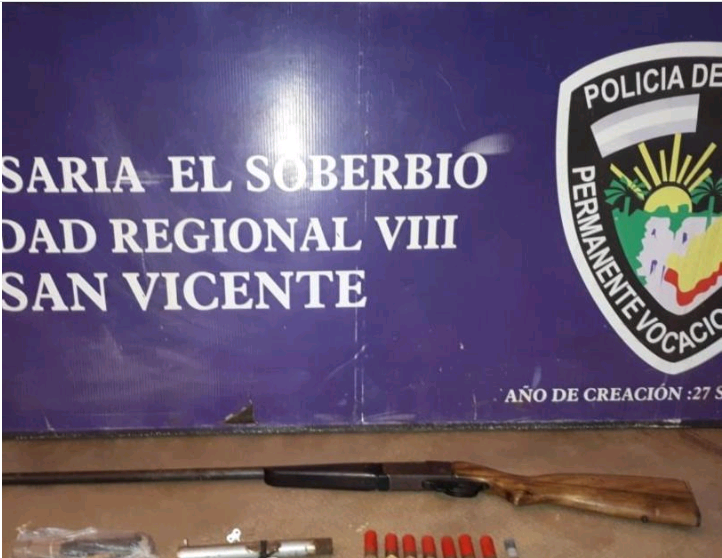 SARIA EL SOBERBIO
DAD REGIONAL VIII
SAN VICENTE
POLICIA DE
PERMANENTE VOCACIO
AÑO DE CREACIÓN :27 S